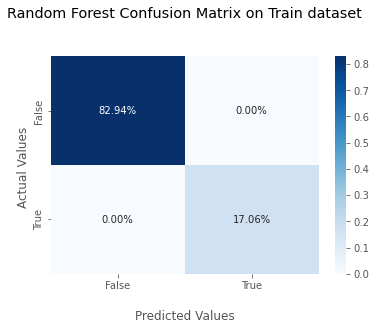 Random Forest Confusion Matrix on Train dataset
Actual Values
False
True
82.94%
0.00%
0.00%
17.06%
False
True
Predicted Values
0.8
0.7
0.6
0.5
0.4
0.3
0.2
0.1
0.0